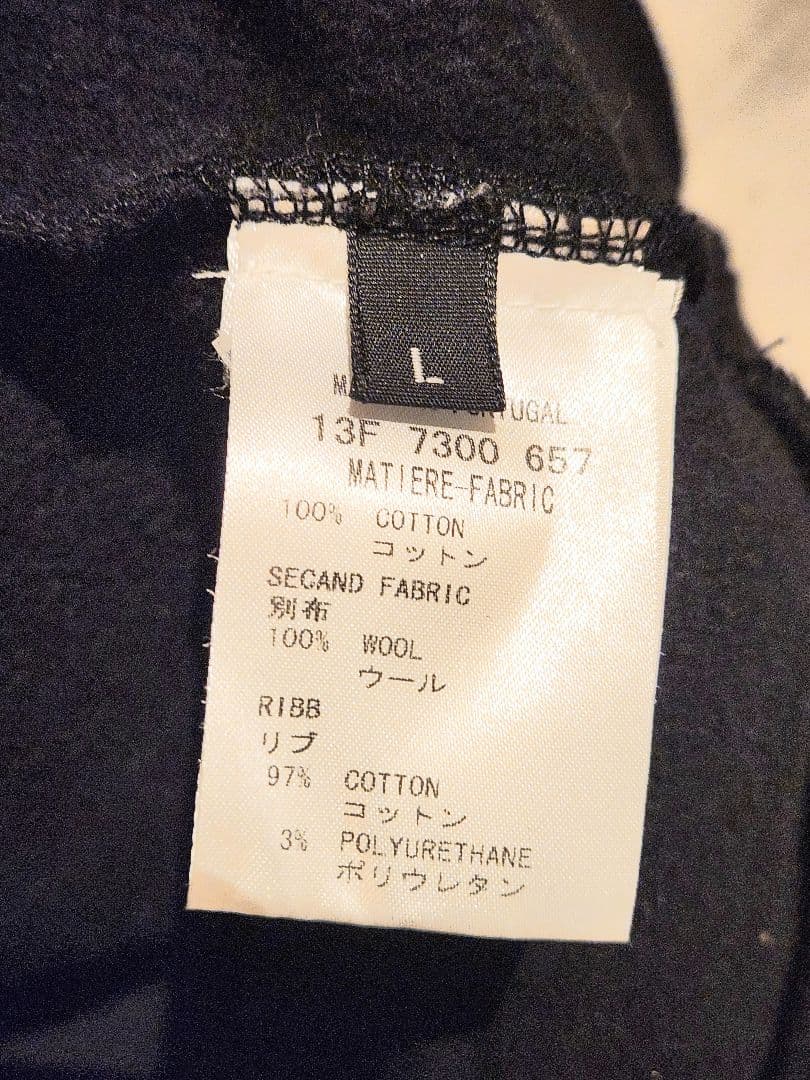 L
PORTUGAL
13F 7300 657
MATIERE-FABRIC
100% COTTON
コットン
SECAND FABRIC
別布
100% WOOL
ウール
RIBB
リブ
97% COTTON
コットン
3% POLYURETHANE
ポリウレタン